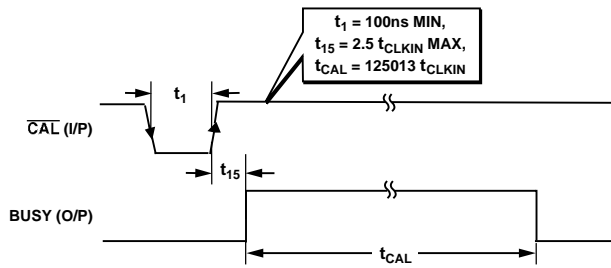 t1 = 100ns MIN,
t15 = 2.5 tCLKIN MAX,
tCAL = 125013 tCLKIN
t1
CAL (I/P)
t15
BUSY (O/P)
tCAL